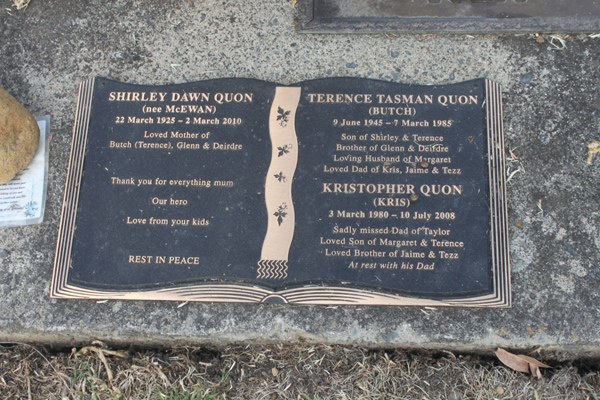 SHIRLEY DAWN QUON
(nee McEWAN)
22 March 1925 - 2 March 2010
Loved Mother of
Butch (Terence), Glenn & Deirdre
Thank you for everything mum
Our hero
Love from your kids
REST IN PEACE
TERENCE TASMAN QUON
(BUTCH)
9 June 1945 - 7 March 1985
Son of Shirley & Terence
Brother of Glenn & Deirdre
Loving Husband of Margaret
Loved Dad of Kris, Jaime & Tezz
KRISTOPHER QUON
(KRIS)
3 March 1980 - 10 July 2008
Sadly missed Dad of Taylor
Loved Son of Margaret & Terence
Loved Brother of Jaime & Tezz
At rest with his Dad